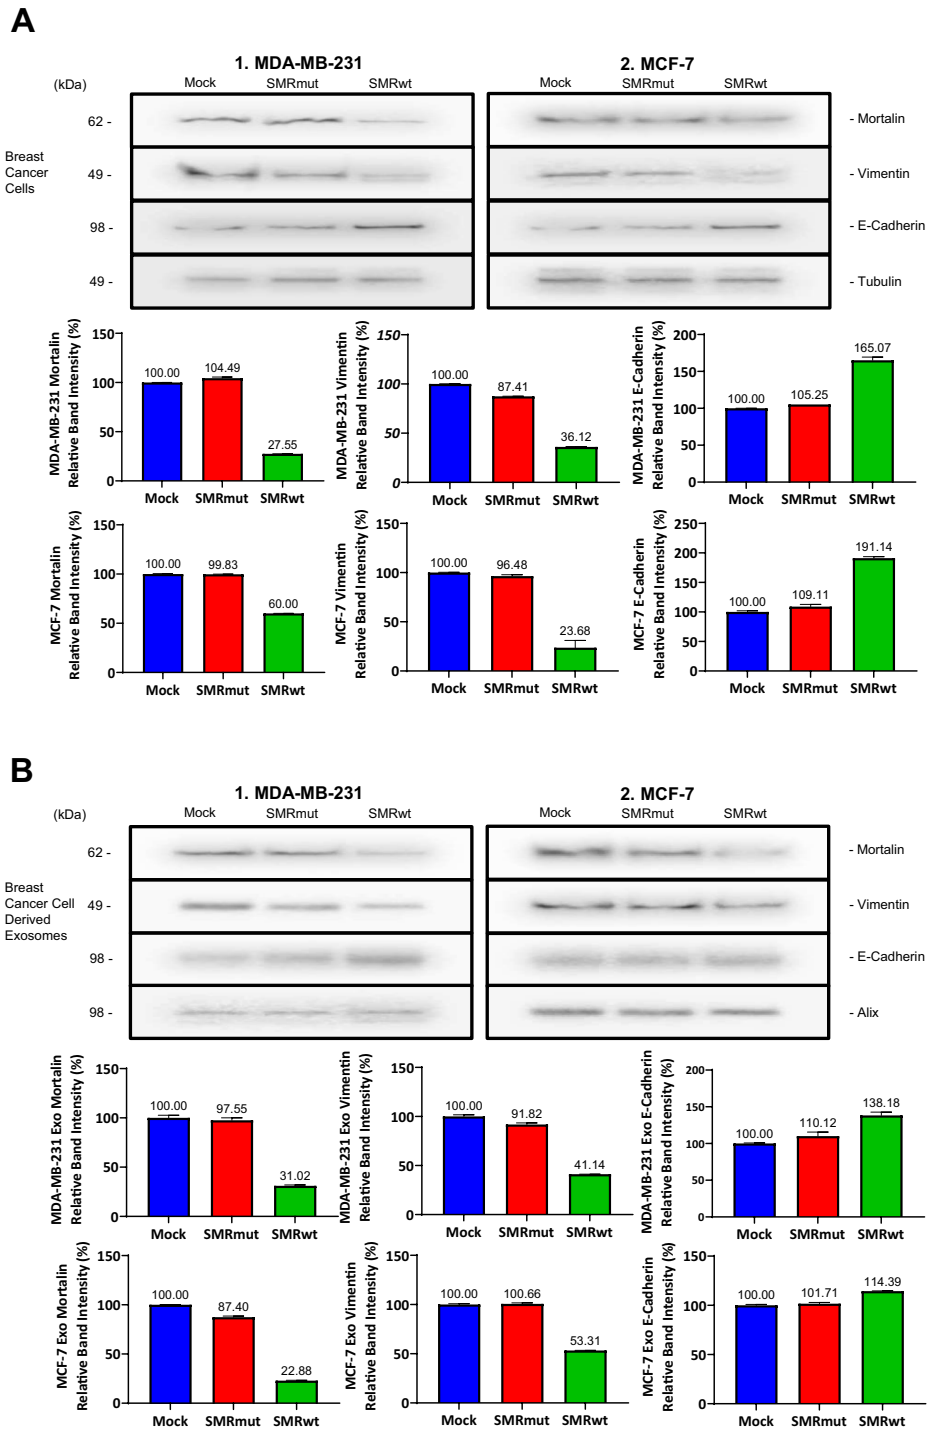 A
1. MDA-MB-231
2. MCF-7
(kDa)
Mock
SMRmut
SMRwt
Mock
SMRmut
SMRwt
62 -
- Mortalin
Breast
Cancer
Cells
49 -
- Vimentin
98 -
- E-Cadherin
49 -
- Tubulin
MDA-MB-231 Mortalin
Relative Band Intensity (%)
150
100
50
0
100.00
104.49
27.55
Mock
SMRmut
SMRwt
MDA-MB-231 Vimentin
Relative Band Intensity (%)
150
100
50
0
100.00
87.41
36.12
Mock
SMRmut
SMRwt
MDA-MB-231 E-Cadherin
Relative Band Intensity (%)
200
150
100
50
0
100.00
105.25
165.07
Mock
SMRmut
SMRwt
MCF-7 Mortalin
Relative Band Intensity (%)
150
100
50
0
100.00
99.83
60.00
Mock
SMRmut
SMRwt
MCF-7 Vimentin
Relative Band Intensity (%)
150
100
50
0
100.00
96.48
23.68
Mock
SMRmut
SMRwt
MCF-7 E-Cadherin
Relative Band Intensity (%)
250
200
150
100
50
0
100.00
109.11
191.14
Mock
SMRmut
SMRwt
B
1. MDA-MB-231
2. MCF-7
(kDa)
Mock
SMRmut
SMRwt
Mock
SMRmut
SMRwt
62 -
- Mortalin
Breast
Cancer Cell
Derived
Exosomes
49 -
- Vimentin
98 -
- E-Cadherin
98 -
- Alix
MDA-MB-231 Exo Mortalin
Relative Band Intensity (%)
150
100
50
0
100.00
97.55
31.02
Mock
SMRmut
SMRwt
MDA-MB-231 Exo Vimentin
Relative Band Intensity (%)
150
100
50
0
100.00
91.82
41.14
Mock
SMRmut
SMRwt
MDA-MB-231 Exo E-Cadherin
Relative Band Intensity (%)
200
150
100
50
0
100.00
110.12
138.18
Mock
SMRmut
SMRwt
MCF-7 Exo Mortalin
Relative Band Intensity (%)
150
100
50
0
100.00
87.40
22.88
Mock
SMRmut
SMRwt
MCF-7 Exo Vimentin
Relative Band Intensity (%)
150
100
50
0
100.00
100.66
53.31
Mock
SMRmut
SMRwt
MCF-7 Exo E-Cadherin
Relative Band Intensity (%)
150
100
50
0
100.00
101.71
114.39
Mock
SMRmut
SMRwt